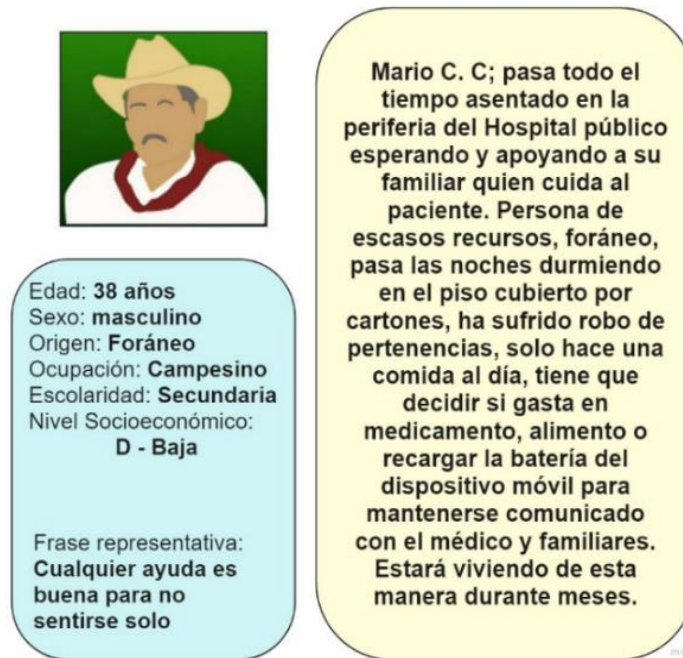 Mario C. C; pasa todo el
tiempo asentado en la
periferia del Hospital público
esperando y apoyando a su
familiar quien cuida al
paciente. Persona de
escasos recursos, foráneo,
pasa las noches durmiendo
en el piso cubierto por
cartones, ha sufrido robo de
pertenencias, solo hace una
comida al día, tiene que
decidir si gasta en
medicamento, alimento o
recargar la batería del
dispositivo móvil para
mantenerse comunicado
con el médico y familiares.
Estará viviendo de esta
manera durante meses.
Edad: 38 años
Sexo: masculino
Origen: Foráneo
Ocupación: Campesino
Escolaridad: Secundaria
Nivel Socioeconómico:
D - Baja
Frase representativa:
Cualquier ayuda es
buena para no
sentirse solo